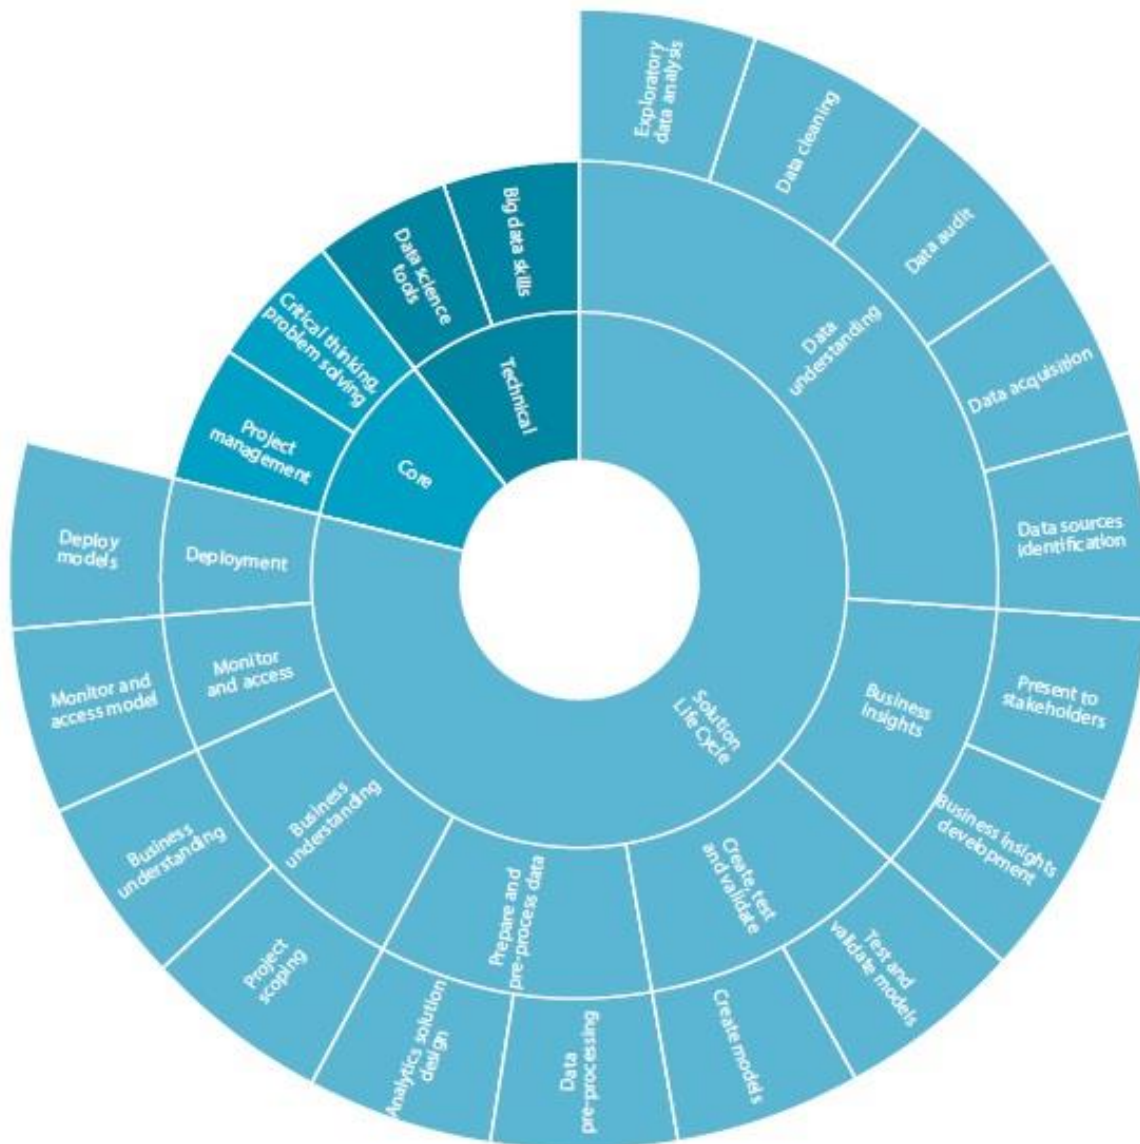 Exploratory
data analysis
Data cleaning
Data audit
Data acquisition
Data sources
identification
Present to
stakeholders
Business insights
development
Test and
validate models
Create models
Data
pre-processing
Analytics solution
design
Project
scoping
Business
understanding
Monitor and
access model
Deploy
models
Project
management
Critical thinking,
problem solving
Data science
tools
Big data skills
Data
understanding
Business
insights
Create, test
and validate
Prepare and
pre-process data
Business
understanding
Monitor
and access
Deployment
Core
Technical
Solution
Life Cycle